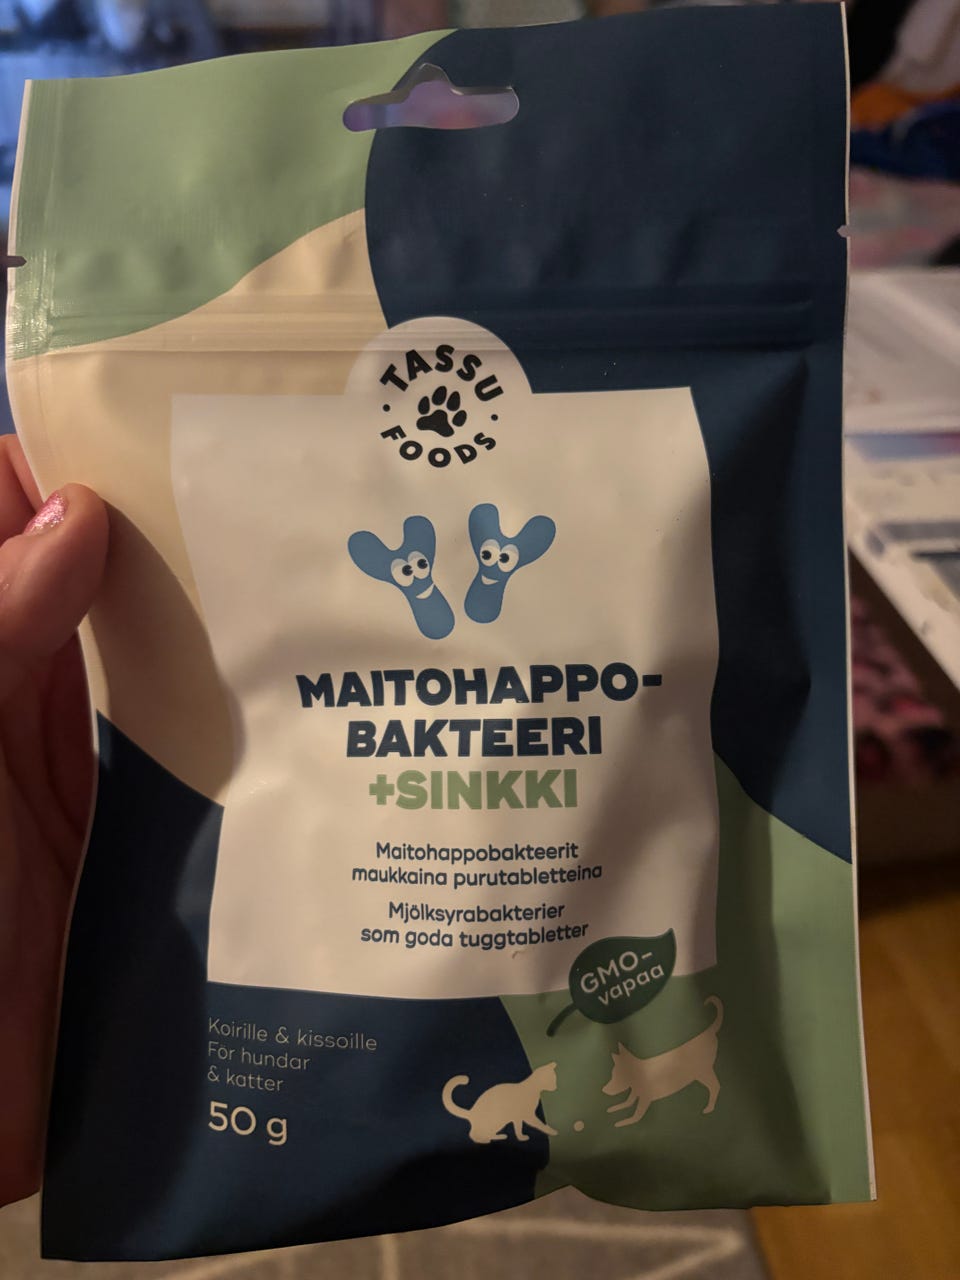 TASSU
FOODS
MAITOHAPPO-
BAKTEERI
+SINKKI
Maitohappobakteerit
maukkaina purutabletteina
Mjölksyrabakterier
som goda tuggtabletter
GMO-
vapaa
Koirille & kissoille
För hundar
& katter
50 g